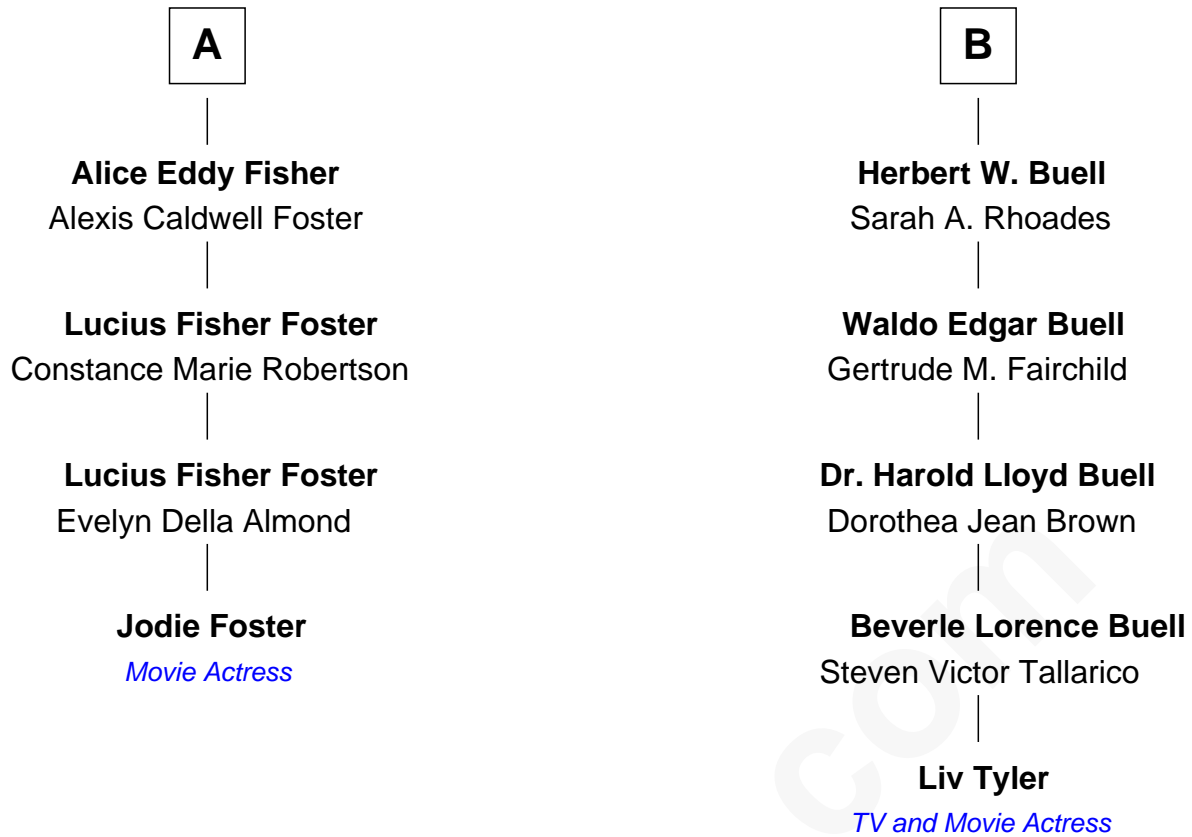 A
Alice Eddy Fisher
Alexis Caldwell Foster
Lucius Fisher Foster
Constance Marie Robertson
Lucius Fisher Foster
Evelyn Della Almond
Jodie Foster
Movie Actress
B
Herbert W. Buell
Sarah A. Rhoades
Waldo Edgar Buell
Gertrude M. Fairchild
Dr. Harold Lloyd Buell
Dorothea Jean Brown
Beverle Lorence Buell
Steven Victor Tallarico
Liv Tyler
TV and Movie Actress
com